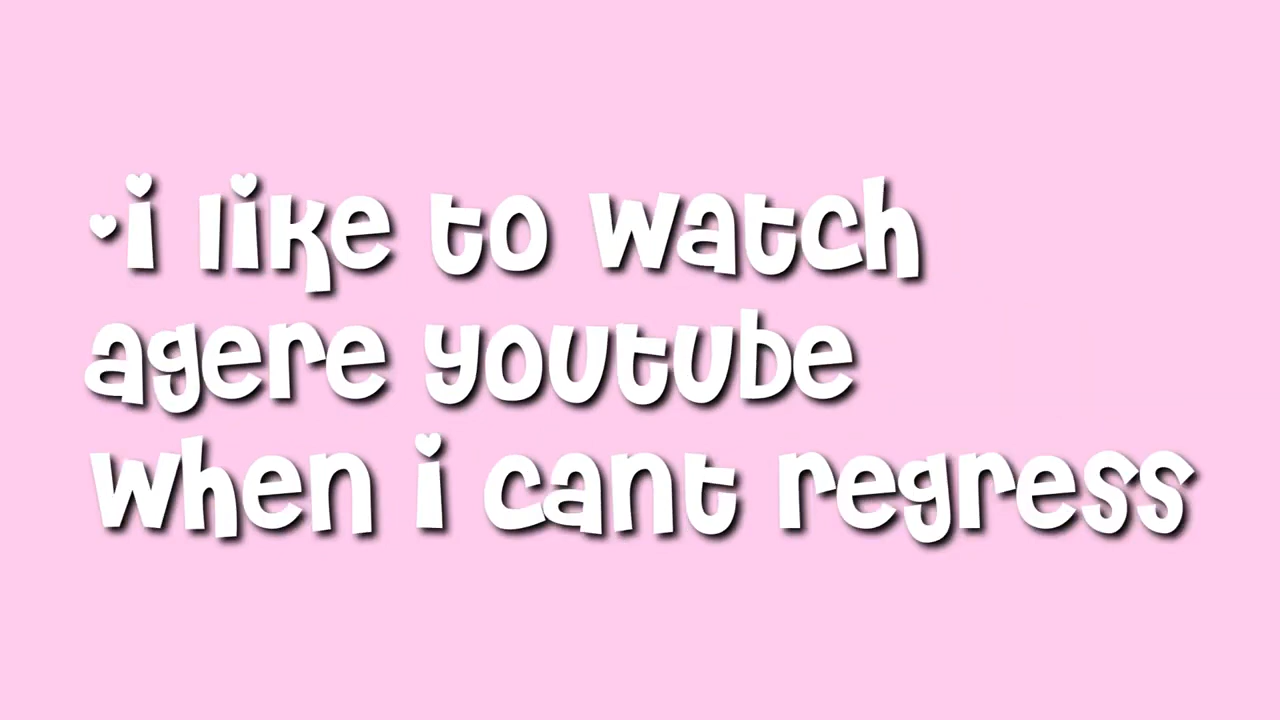 ·i like to watch
agere youtube
when i cant regress